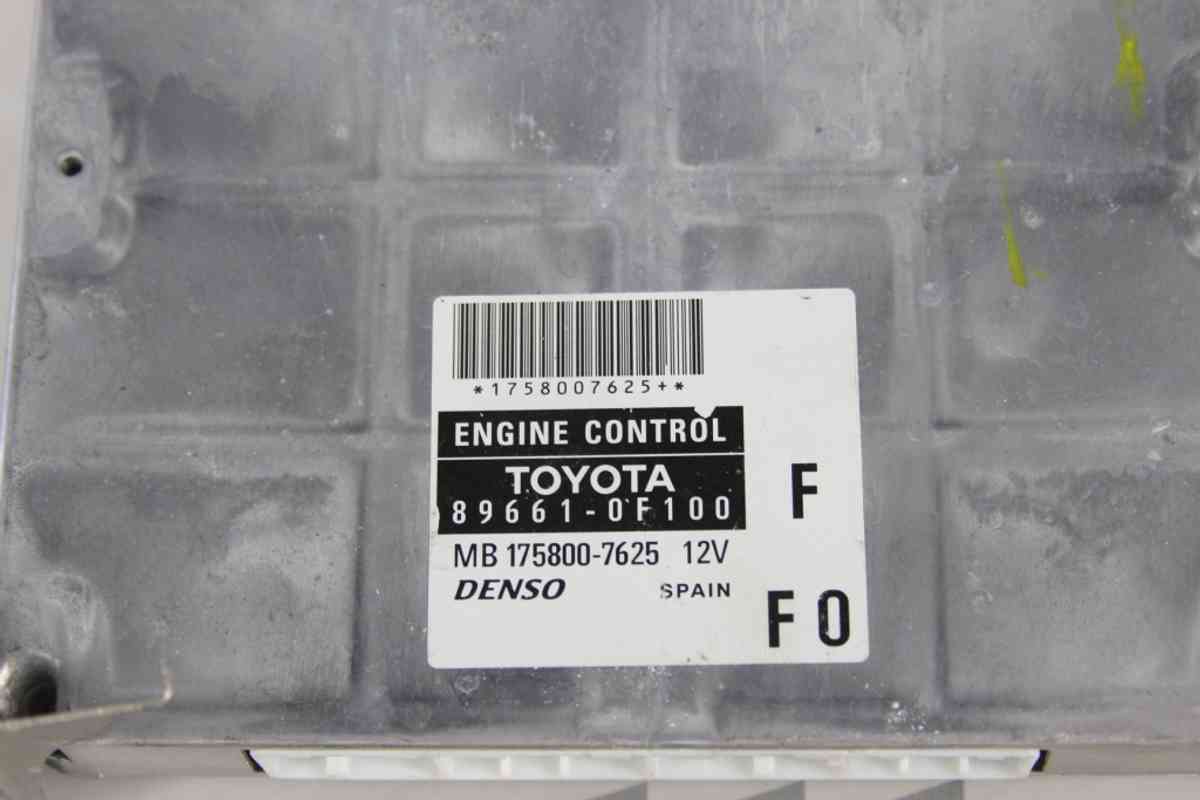 *1758007625+*
ENGINE CONTROL
TOYOTA
89661-0F100
F
MB 175800-7625 12V
DENSO SPAIN
F0